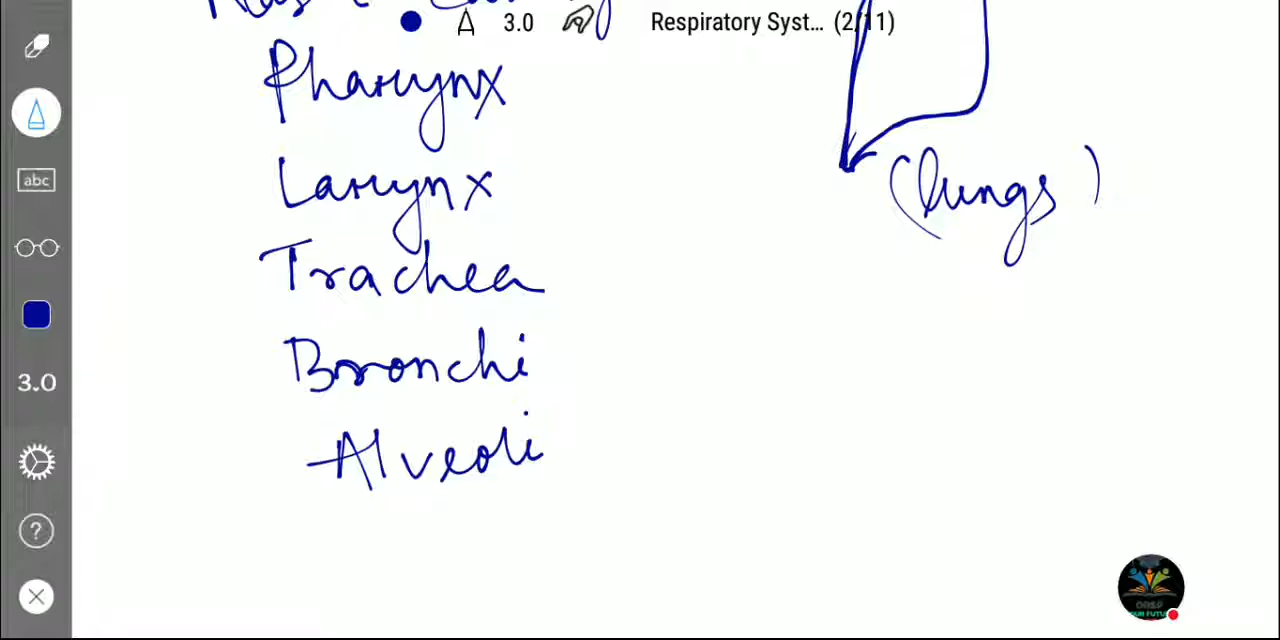 3.0 Respiratory Syst... (2/11)
Pharynx
abc
Larynx
(lungs)
Trachea
Bronchi
3.0
Alveoli
?